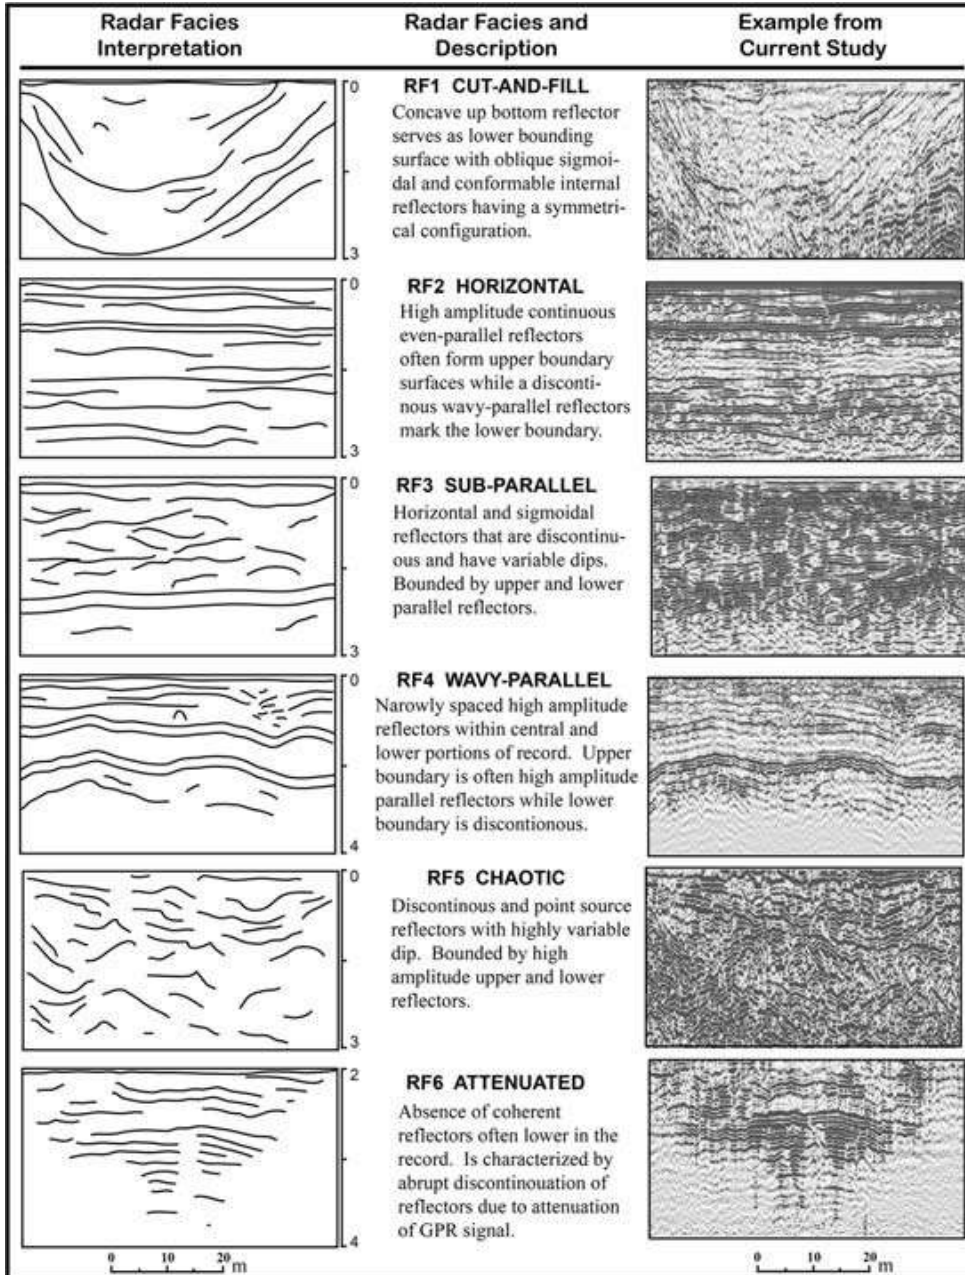 Radar Facies
Interpretation
Radar Facies and
Description
Example from
Current Study
0
3
RF1 CUT-AND-FILL
Concave up bottom reflector
serves as lower bounding
surface with oblique sigmoi-
dal and conformable internal
reflectors having a symmetri-
cal configuration.
0
3
RF2 HORIZONTAL
High amplitude continuous
even-parallel reflectors
often form upper boundary
surfaces while a disconti-
nous wavy-parallel reflectors
mark the lower boundary.
0
3
RF3 SUB-PARALLEL
Horizontal and sigmoidal
reflectors that are discontinu-
ous and have variable dips.
Bounded by upper and lower
parallel reflectors.
0
4
RF4 WAVY-PARALLEL
Narowly spaced high amplitude
reflectors within central and
lower portions of record. Upper
boundary is often high amplitude
parallel reflectors while lower
boundary is discontionous.
0
3
RF5 CHAOTIC
Discontinous and point source
reflectors with highly variable
dip. Bounded by high
amplitude upper and lower
reflectors.
2
4
RF6 ATTENUATED
Absence of coherent
reflectors often lower in the
record. Is characterized by
abrupt discontinouation of
reflectors due to attenuation
of GPR signal.
0 10 20 m
0 10 20 m